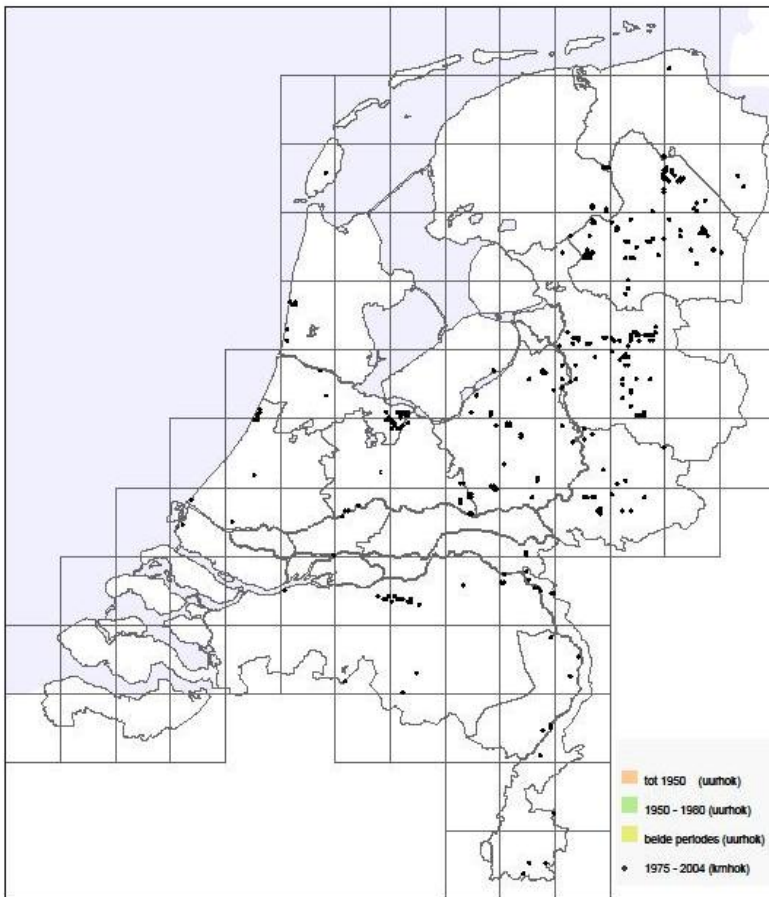 tot 1950 (uurhok)
1950 - 1980 (uurhok)
beide periodes (uurhok)
1975 - 2004 (kmhok)